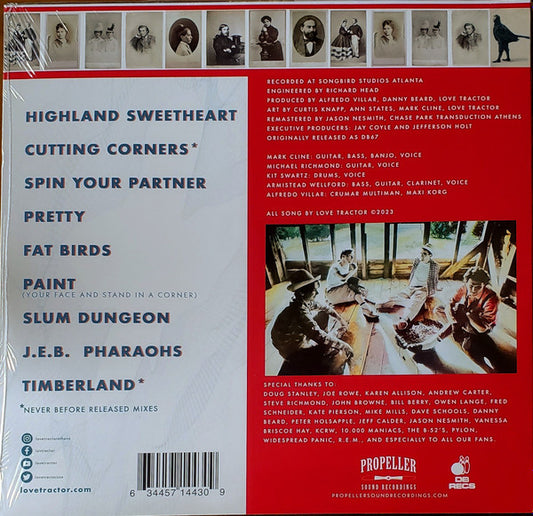 HIGHLAND SWEETHEART
CUTTING CORNERS*
SPIN YOUR PARTNER
PRETTY
FAT BIRDS
PAINT
(YOUR FACE AND STAND IN A CORNER)
SLUM DUNGEON
J.E.B. PHARAOHS
TIMBERLAND*
*NEVER BEFORE RELEASED MIXES
lovetractor
lovetractor
lovetractor.com
6 34457 14430 9
RECORDED AT SONGBIRD STUDIOS ATLANTA
ENGINEERED BY RICHARD HEAD
PRODUCED BY ALFREDO VILLAR, DANNY BEARD, LOVE TRACTOR
ART BY CURTIS KNAPP, ANN STATES, MARK CLINE, LOVE TRACTOR
REMASTERED BY JASON NESMITH, CHASE PARK TRANSDUCTION ATHENS
EXECUTIVE PRODUCERS: JAY COYLE AND JEFFERSON HOLT
ORIGINALLY RELEASED AS DB67
MARK CLINE: GUITAR, BASS, BANJO, VOICE
MICHAEL RICHMOND: GUITAR, VOICE
KIT SWARTZ: DRUMS, VOICE
ARMISTEAD WELLFORD: BASS, GUITAR, CLARINET, VOICE
ALFREDO VILLAR: CRUMAR MULTIMAN, MAXI KORG
ALL SONG BY LOVE TRACTOR ©2023
SPECIAL THANKS TO
DOUG STANLEY, JOE ROWE, KAREN ALLISON, ANDREW CARTER,
STEVE RICHMOND, JOHN BROWNE, BILL BERRY, OWEN LANGE, FRED
SCHNEIDER, KATE PIERSON, MIKE MILLS, DAVE SCHOOLS, DANNY
BEARD, PETER HOLSAPPLE, JEFF CALDER, JASON NESMITH, VANESSA
BRISCOE HAY, KCRW, 10.000 MANIACS, THE B-52'S, PYLON,
WIDESPREAD PANIC, R.E.M., AND ESPECIALLY TO ALL OUR FANS.
PROPELLER
SOUND RECORDINGS
DB
RECS
PROPELLERSOUNDRECORDINGS.COM